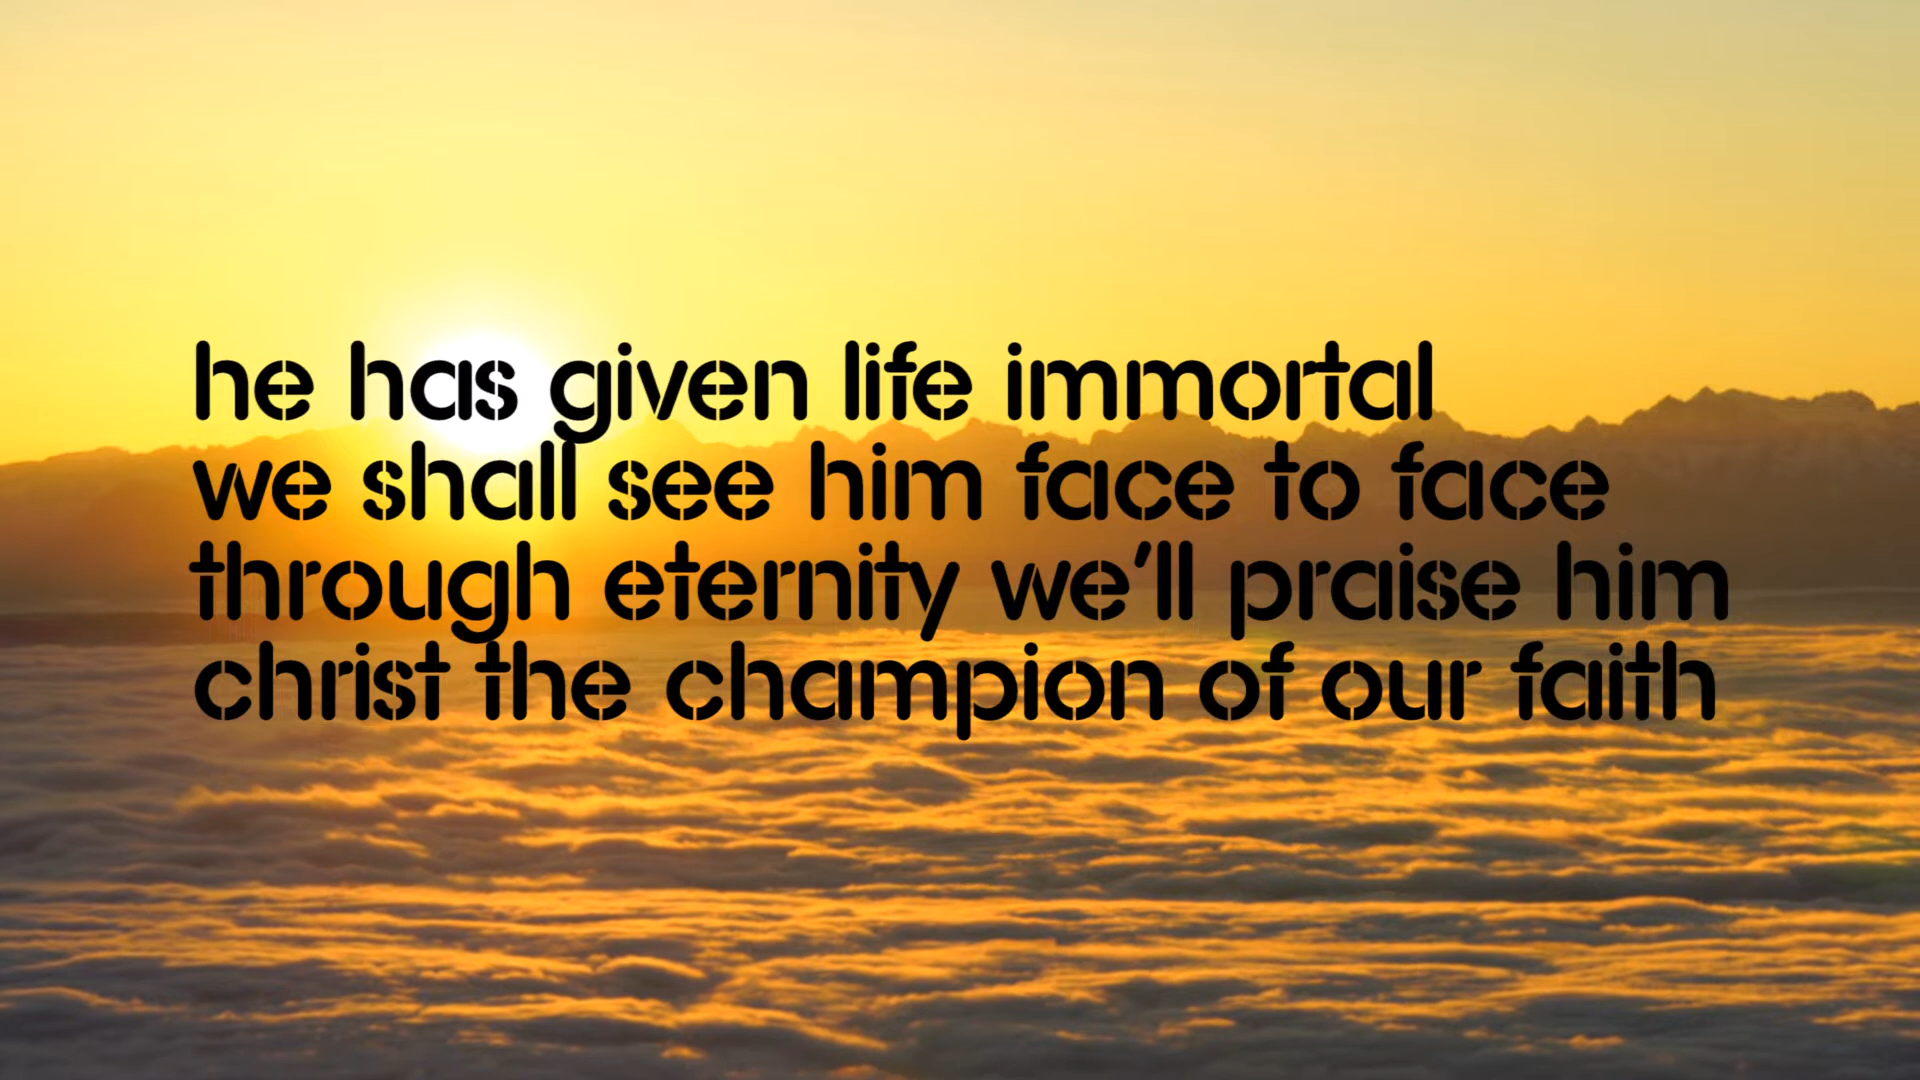 he has given life immortal
we shall see him face to face
through eternity we'll praise him
christ the champion of our faith